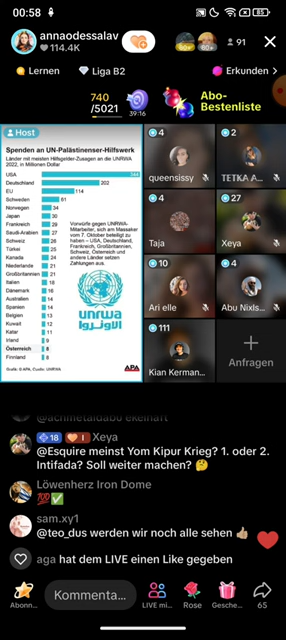 00:58
85
annaodessalav
114.4K
60+
60+
91
Lernen
Liga B2
Erkunden
740
/5021
39:16
Abo-
Bestenliste
Host
Spenden an UN-Palästinenser-Hilfswerk
Länder mit meisten Hilfsgelder-Zusagen an die UNRWA
2022, in Millionen Dollar
USA 344
Deutschland 202
EU 114
Schweden 61
Norwegen 34
Japan 30
Frankreich 29
Saudi-Arabien 27
Schweiz 26
Türkei 25
Kanada 24
Niederlande 21
Großbritannien 21
Italien 18
Dänemark 16
Australien 14
Spanien 14
Belgien 13
Kuwait 12
Katar 11
Irland 9
Österreich 8
Finnland 8
Vorwürfe gegen UNRWA-
Mitarbeiter, sich am Massaker
vom 7. Oktober beteiligt zu
haben – USA, Deutschland,
Frankreich, Großbritannien,
Schweiz, Österreich und
andere Länder setzen
Zahlungen aus.
unrwa
الأونروا
Grafik: © APA, Quelle: UNRWA
APA
4
queensissy
2
TETKA A...
4
Taja
27
Xeya
10
Ari elle
4
Abu Nixls...
111
Kian Kerman...
Anfragen
18
1
Xeya
@Esquire meinst Yom Kipur Krieg? 1. oder 2.
Intifada? Soll weiter machen? 🤔
Löwenherz Iron Dome
💯✅
sam.xy1
@teo_dus werden wir noch alle sehen 👍🏼
aga hat dem LIVE einen Like gegeben
Abonn...
Kommenta...
LIVE mi...
Rose
Gesche...
65